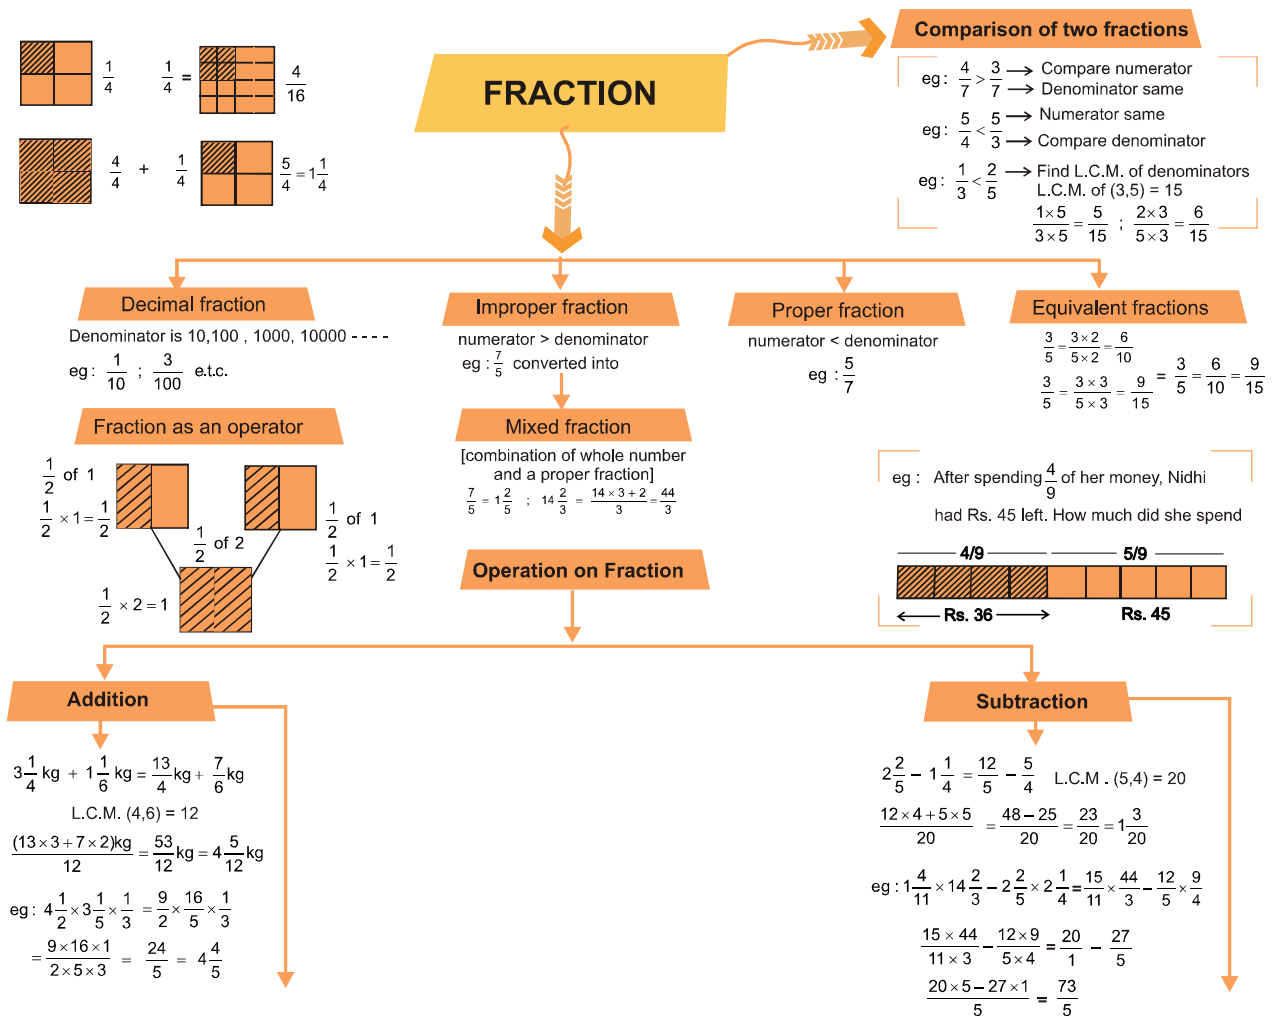 FRACTION
1/4
1/4 = 4/16
4/4 + 1/4 5/4 = 1 1/4
Comparison of two fractions
eg : 4/7 > 3/7 → Compare numerator
→ Denominator same
eg : 5/4 < 5/3 → Numerator same
→ Compare denominator
eg : 1/3 < 2/5 → Find L.C.M. of denominators
L.C.M. of (3,5) = 15
1 × 5/3 × 5 = 5/15 ; 2 × 3/5 × 3 = 6/15
Decimal fraction
Denominator is 10,100 , 1000, 10000 - - - -
eg : 1/10 ; 3/100 e.t.c.
Improper fraction
numerator > denominator
eg : 7/5 converted into
Mixed fraction
[combination of whole number
and a proper fraction]
7/5 = 1 2/5 ; 14 2/3 = 14 × 3 + 2/3 = 44/3
Proper fraction
numerator < denominator
eg : 5/7
Equivalent fractions
3/5 = 3 × 2/5 × 2 = 6/10
3/5 = 3 × 3/5 × 3 = 9/15
= 3/5 = 6/10 = 9/15
Fraction as an operator
1/2 of 1
1/2 × 1 = 1/2
1/2 of 2
1/2 of 1
1/2 × 1 = 1/2
1/2 × 2 = 1
eg : After spending 4/9 of her money, Nidhi
had Rs. 45 left. How much did she spend
4/9 5/9
Rs. 36 Rs. 45
Operation on Fraction
Addition
3 1/4 kg + 1 1/6 kg = 13/4 kg + 7/6 kg
L.C.M. (4,6) = 12
(13 × 3 + 7 × 2)kg/12 = 53/12 kg = 4 5/12 kg
eg : 4 1/2 × 3 1/5 × 1/3 = 9/2 × 16/5 × 1/3
= 9 × 16 × 1/2 × 5 × 3 = 24/5 = 4 4/5
Subtraction
2 2/5 − 1 1/4 = 12/5 − 5/4 L.C.M . (5,4) = 20
12 × 4 + 5 × 5/20 = 48 − 25/20 = 23/20 = 1 3/20
eg : 1 4/11 × 14 2/3 − 2 2/5 × 2 1/4 = 15/11 × 44/3 − 12/5 × 9/4
15 × 44/11 × 3 − 12 × 9/5 × 4 = 20/1 − 27/5
20 × 5 − 27 × 1/5 = 73/5